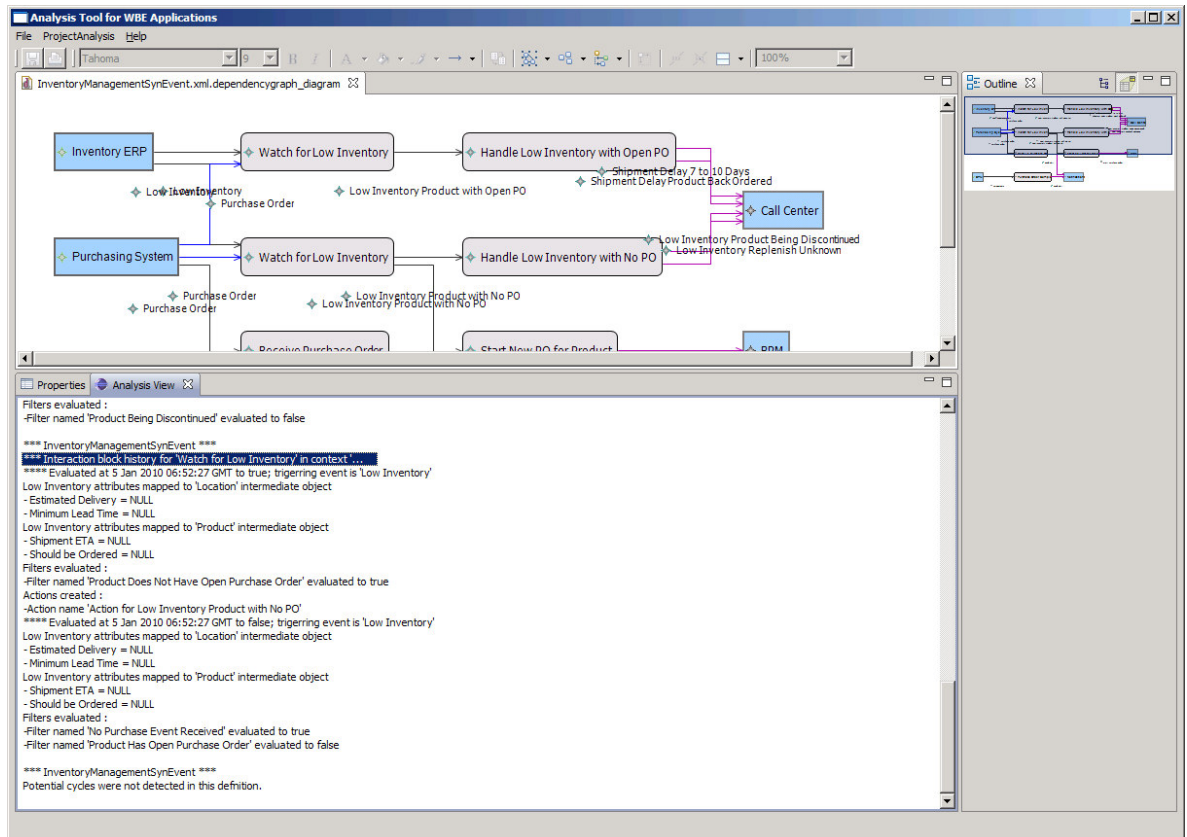 Analysis Tool for WBE Applications
File ProjectAnalysis Help
Tahoma 9 B I A 100%
InventoryManagementSynEvent.xml.dependencygraph_diagram
Outline
Inventory ERP
Watch for Low Inventory
Handle Low Inventory with Open PO
Shipment Delay 7 to 10 Days
Shipment Delay Product Back Ordered
Low Inventory
Low Inventory
Low Inventory Product with Open PO
Purchase Order
Call Center
Low Inventory Product Being Discontinued
Low Inventory Replenish Unknown
Purchasing System
Watch for Low Inventory
Handle Low Inventory with No PO
Purchase Order
Purchase Order
Low Inventory Product with No PO
Low Inventory Product with No PO
Receive Purchase Order
Start New PO for Product
RPM
Properties
Analysis View
Filters evaluated :
-Filter named 'Product Being Discontinued' evaluated to false
*** InventoryManagementSynEvent ***
*** Interaction block history for 'Watch for Low Inventory' in context '...
**** Evaluated at 5 Jan 2010 06:52:27 GMT to true; trigerring event is 'Low Inventory'
Low Inventory attributes mapped to 'Location' intermediate object
- Estimated Delivery = NULL
- Minimum Lead Time = NULL
Low Inventory attributes mapped to 'Product' intermediate object
- Shipment ETA = NULL
- Should be Ordered = NULL
Filters evaluated :
-Filter named 'Product Does Not Have Open Purchase Order' evaluated to true
Actions created :
-Action name 'Action for Low Inventory Product with No PO'
**** Evaluated at 5 Jan 2010 06:52:27 GMT to false; trigerring event is 'Low Inventory'
Low Inventory attributes mapped to 'Location' intermediate object
- Estimated Delivery = NULL
- Minimum Lead Time = NULL
Low Inventory attributes mapped to 'Product' intermediate object
- Shipment ETA = NULL
- Should be Ordered = NULL
Filters evaluated :
-Filter named 'No Purchase Event Received' evaluated to true
-Filter named 'Product Has Open Purchase Order' evaluated to false
*** InventoryManagementSynEvent ***
Potential cycles were not detected in this defnition.